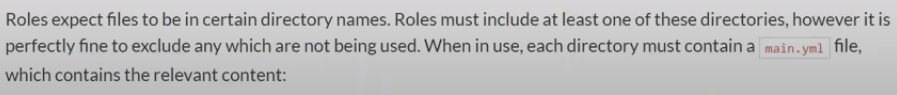 Roles expect files to be in certain directory names. Roles must include at least one of these directories, however it is
perfectly fine to exclude any which are not being used. When in use, each directory must contain a main.yml file,
which contains the relevant content: